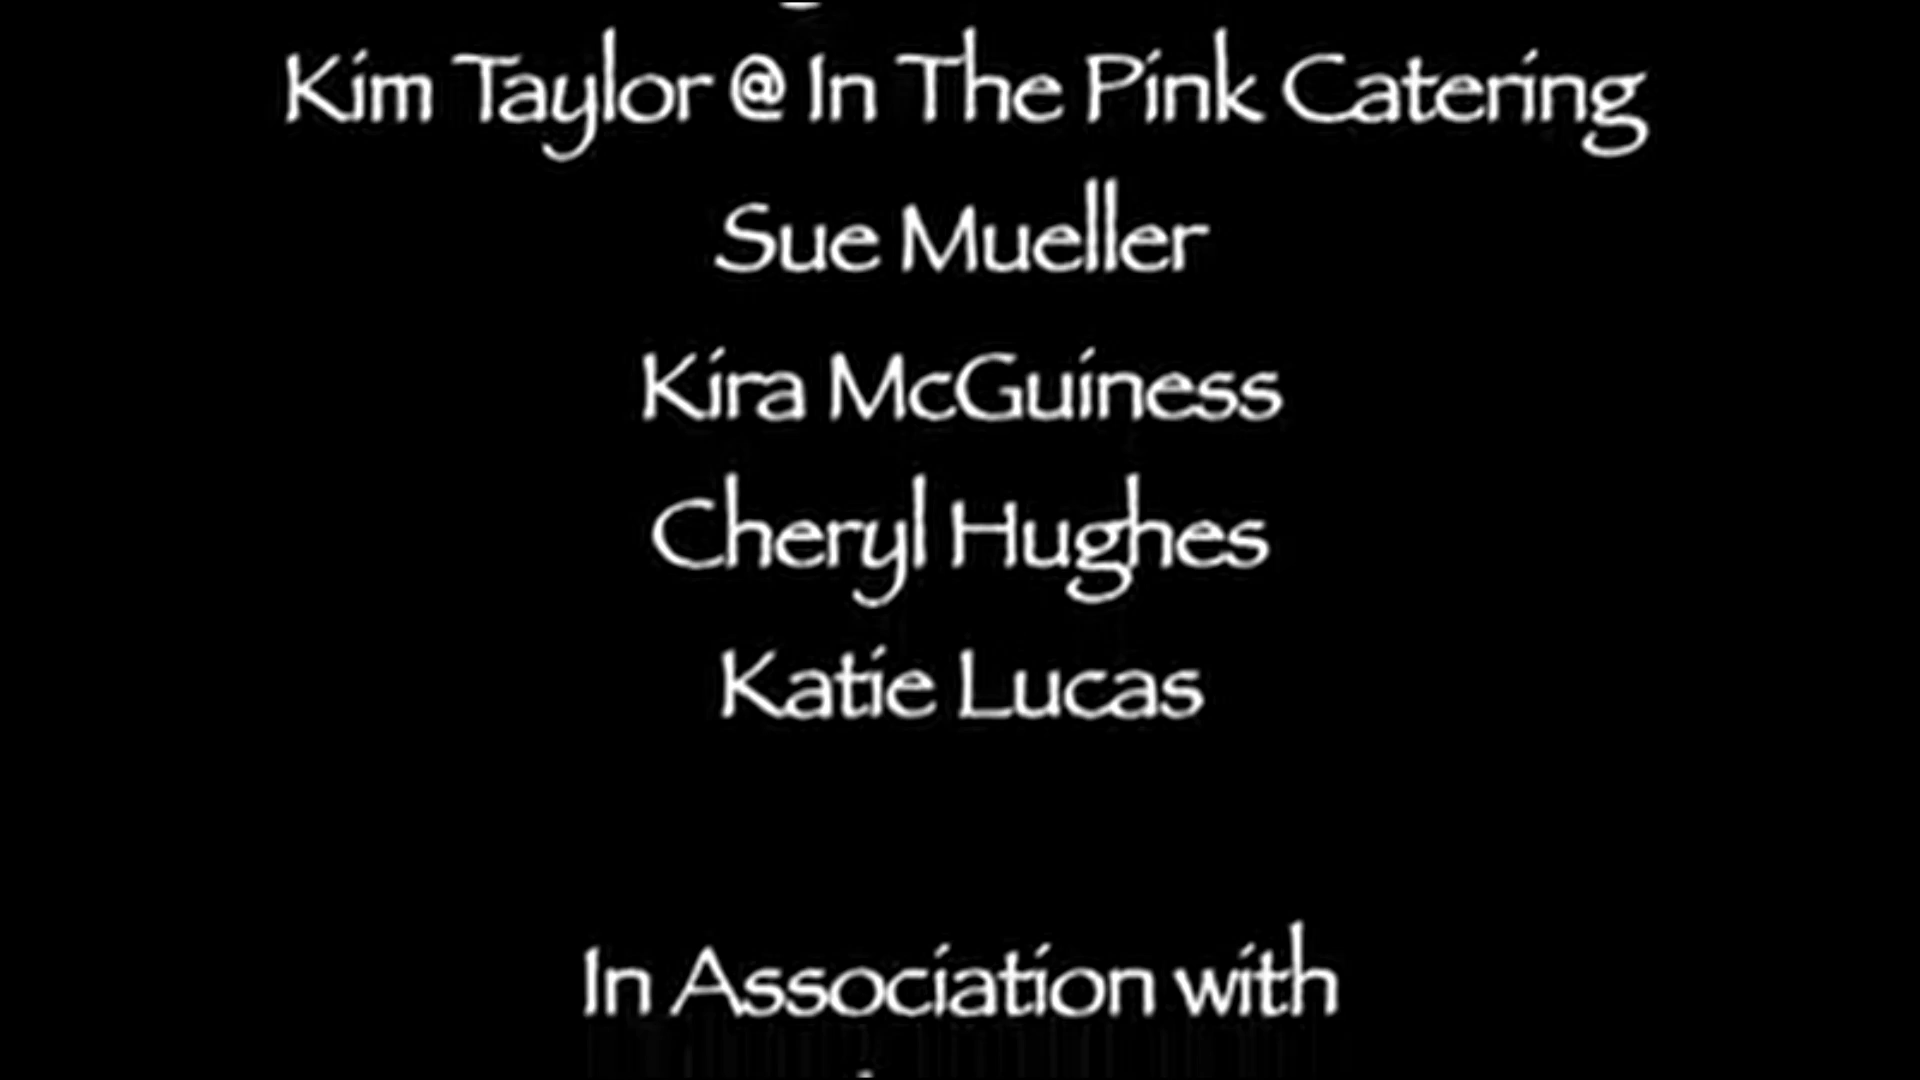 Kim Taylor @ In The Pink Catering
Sue Mueller
Kira McGuiness
Cheryl Hughes
Katie Lucas
In Association with